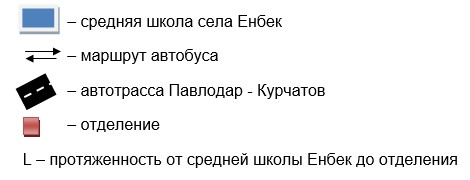 – средняя школа села Енбек
– маршрут автобуса
– автотрасса Павлодар - Курчатов
– отделение
L – протяженность от средней школы Енбек до отделения